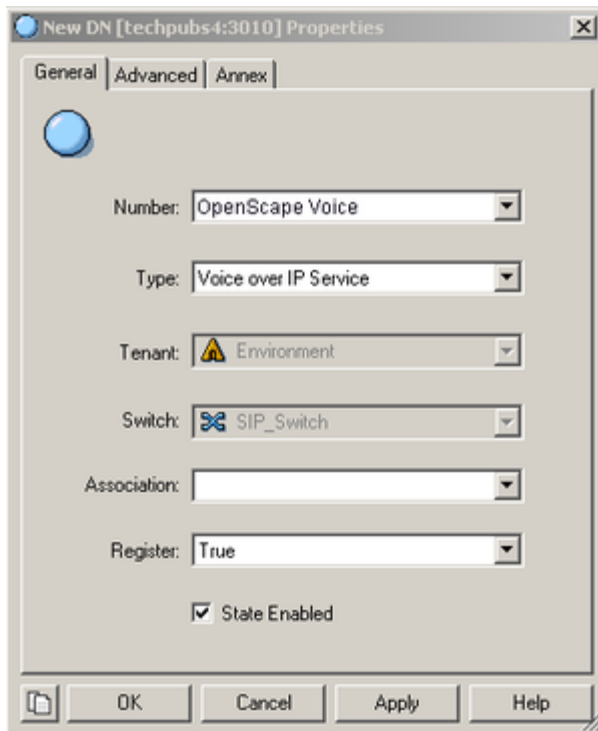 New DN [techpubs4:3010] Properties
General Advanced Annex
Number: OpenScape Voice
Type: Voice over IP Service
Tenant: Environment
Switch: SIP_Switch
Association:
Register: True
State Enabled
OK Cancel Apply Help